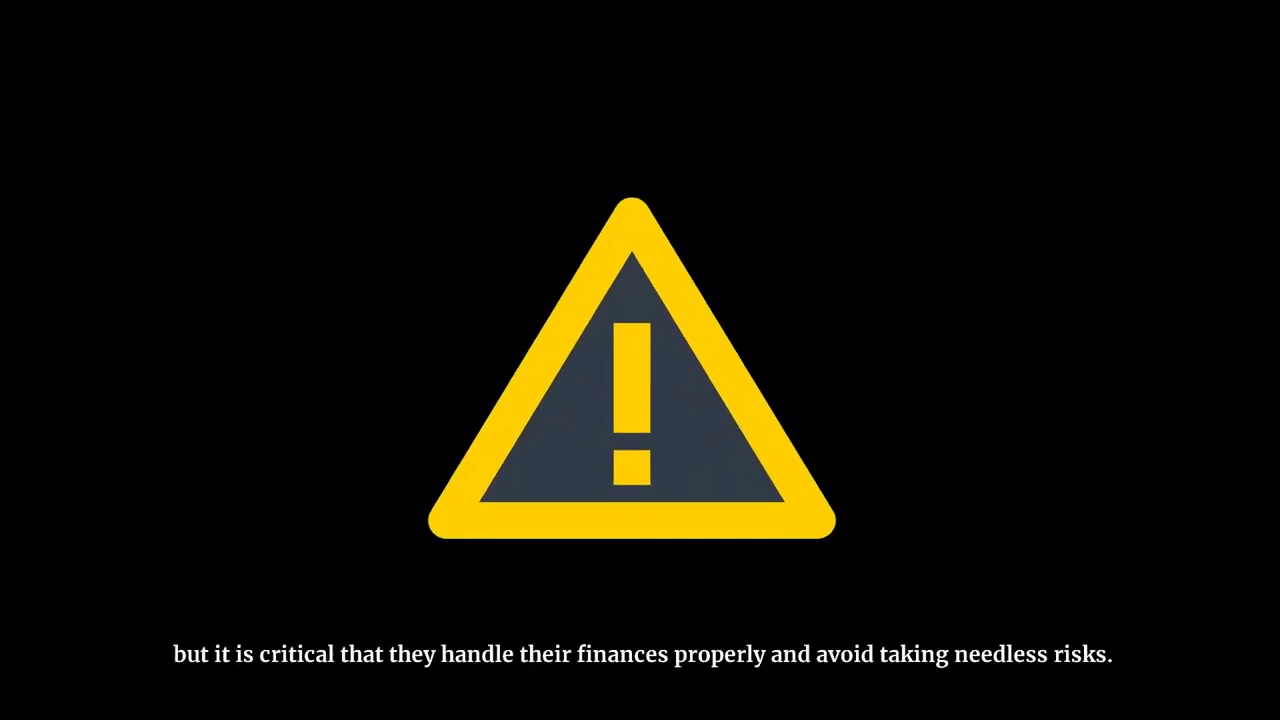 but it is critical that they handle their finances properly and avoid taking needless risks.